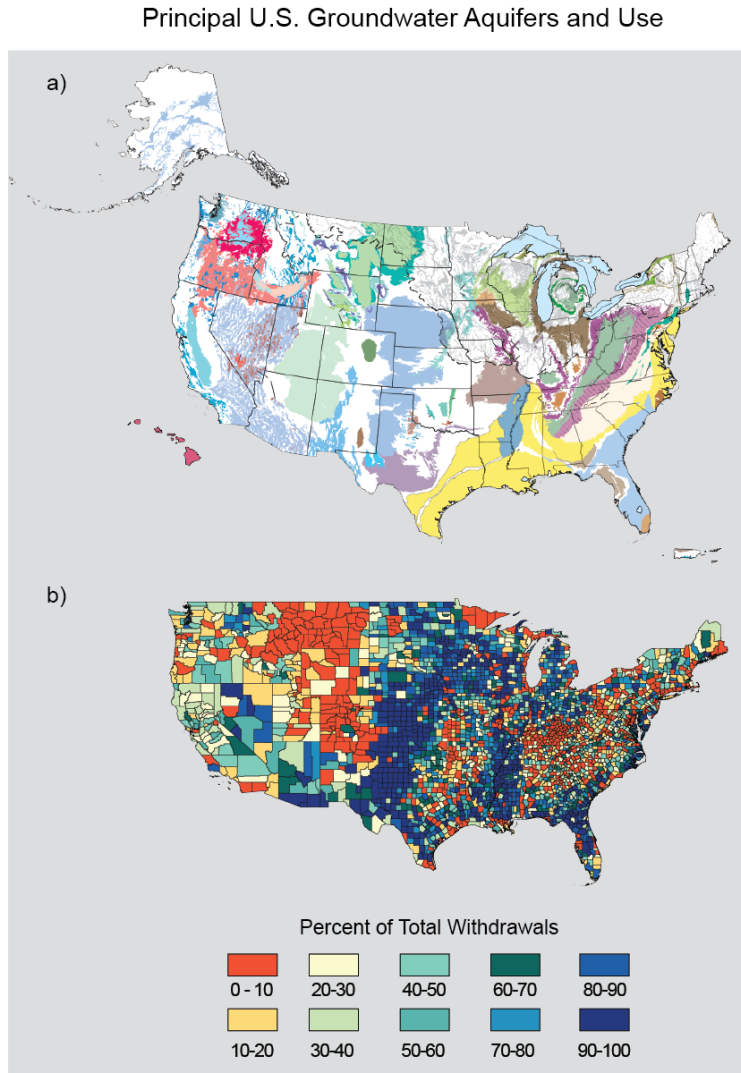 Principal U.S. Groundwater Aquifers and Use
a)
b)
Percent of Total Withdrawals
0 - 10
20-30
40-50
60-70
80-90
10-20
30-40
50-60
70-80
90-100